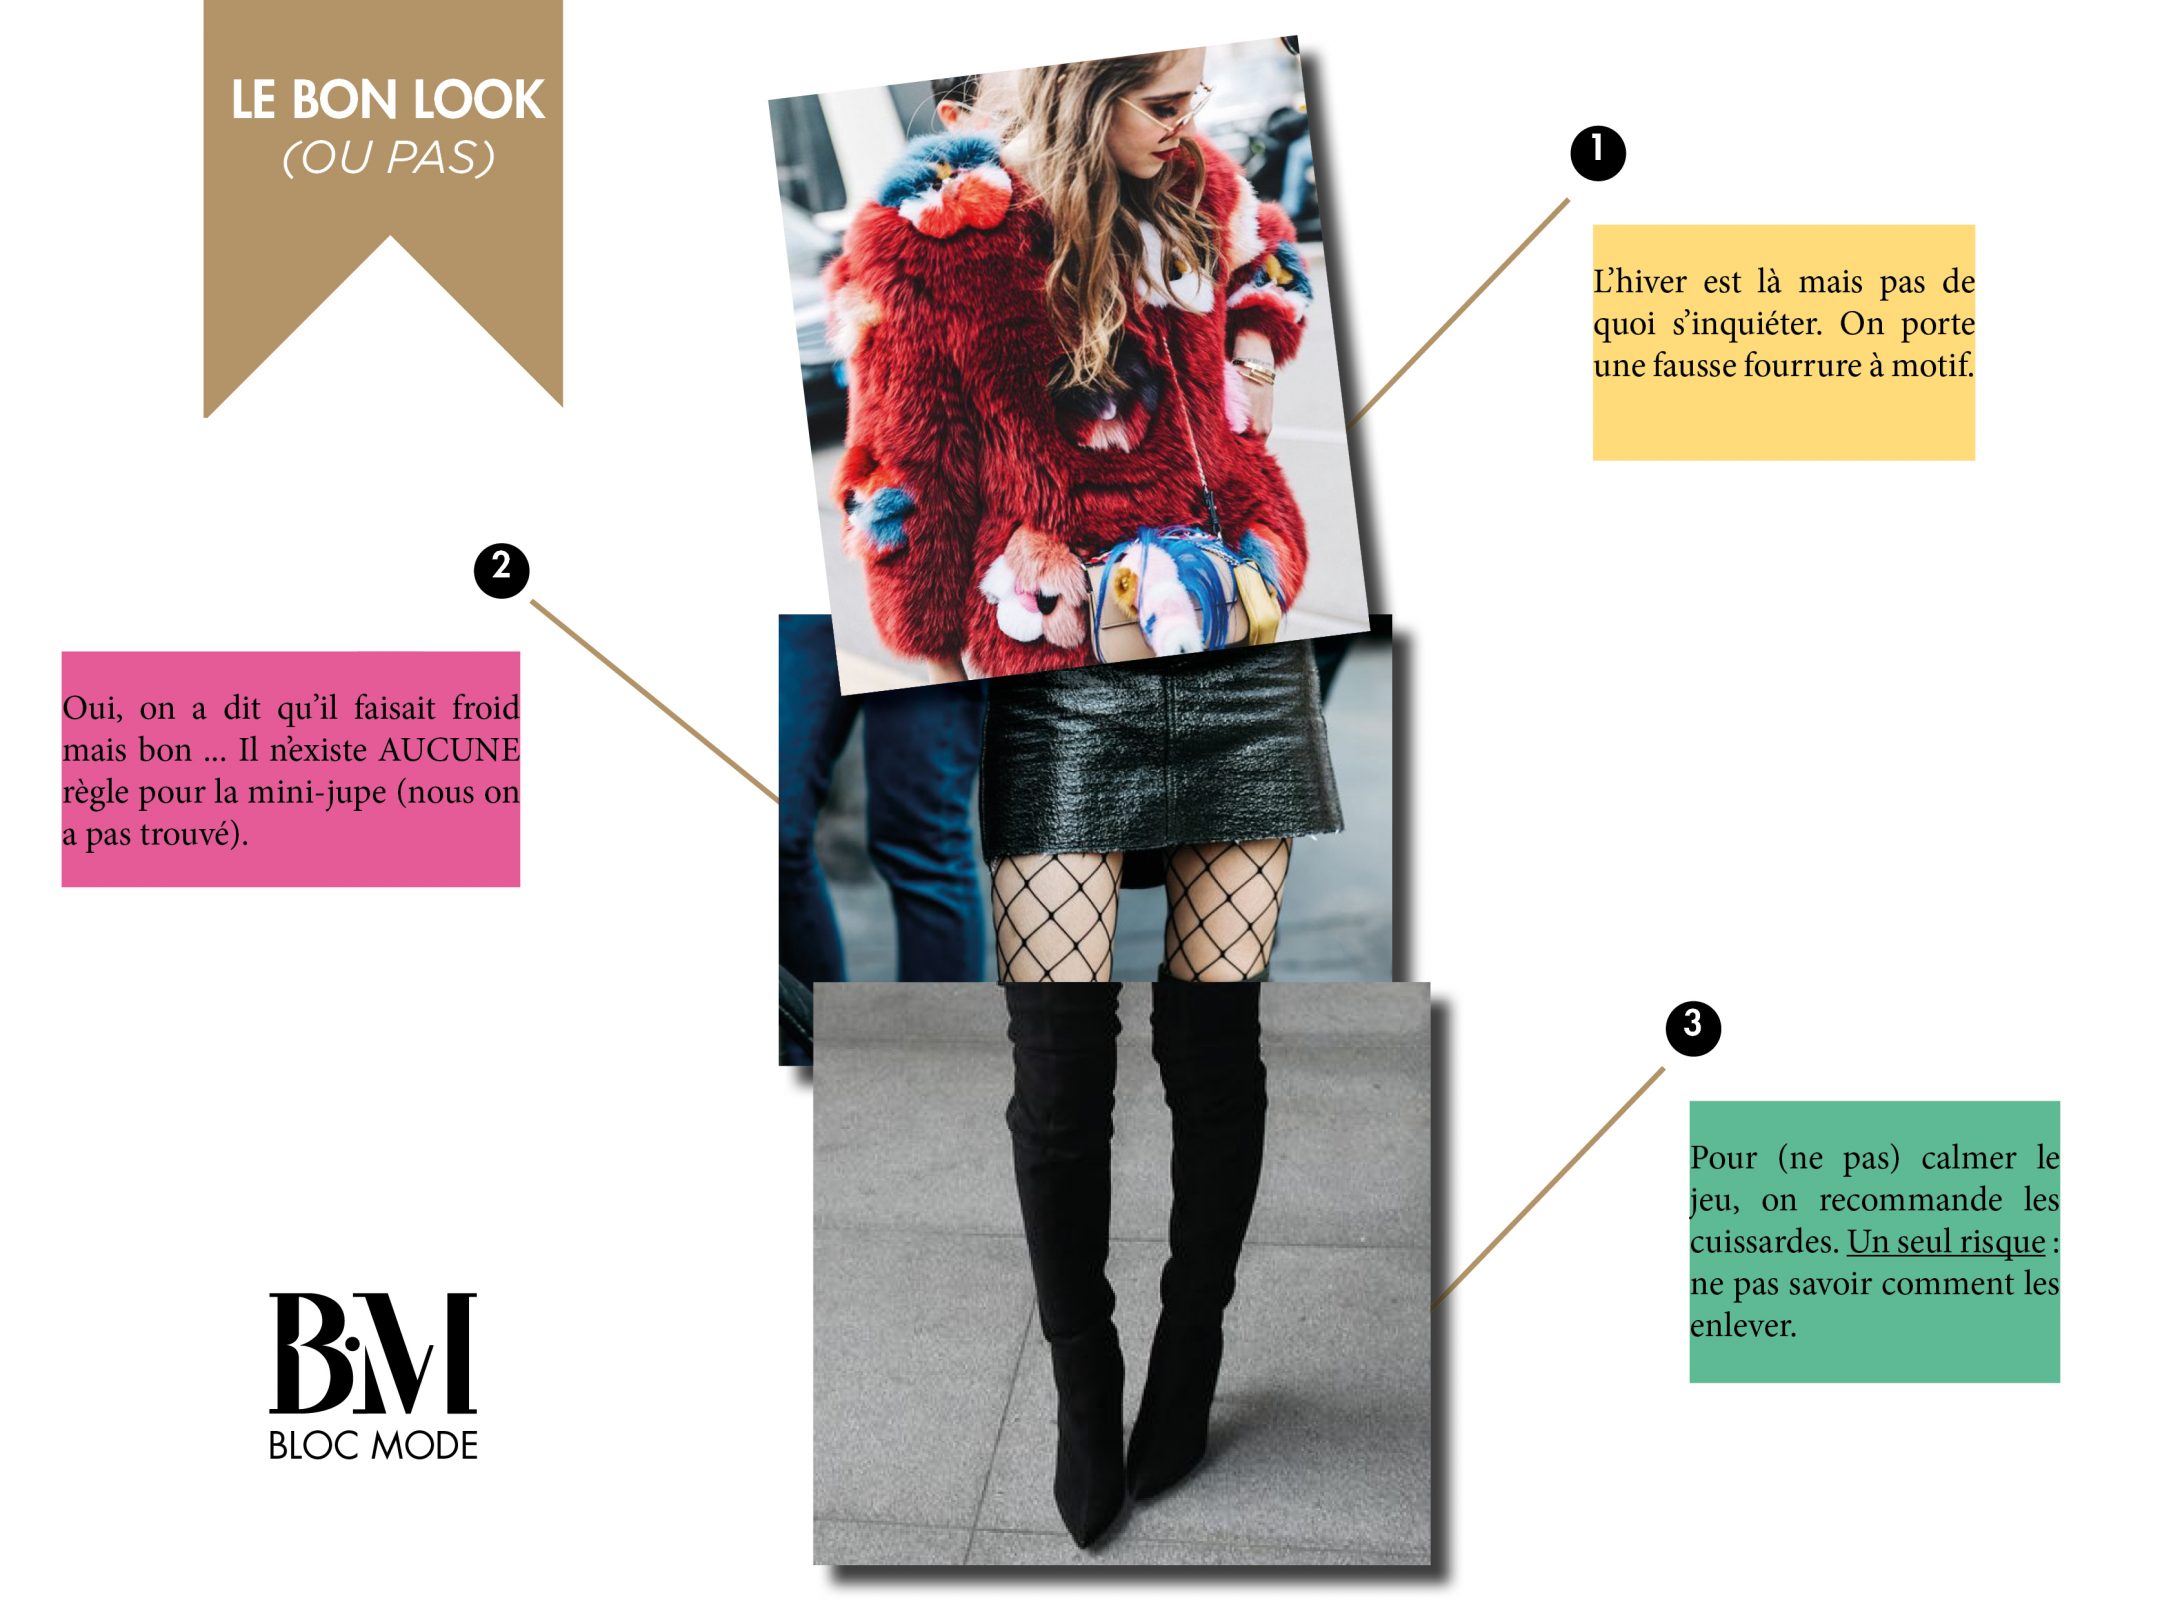 LE BON LOOK
(OU PAS)
1
L’hiver est là mais pas de
quoi s’inquiéter. On porte
une fausse fourrure à motif.
2
Oui, on a dit qu’il faisait froid
mais bon ... Il n’existe AUCUNE
règle pour la mini-jupe (nous on
a pas trouvé).
3
Pour (ne pas) calmer le
jeu, on recommande les
cuissardes. Un seul risque :
ne pas savoir comment les
enlever.
B·M
BLOC MODE